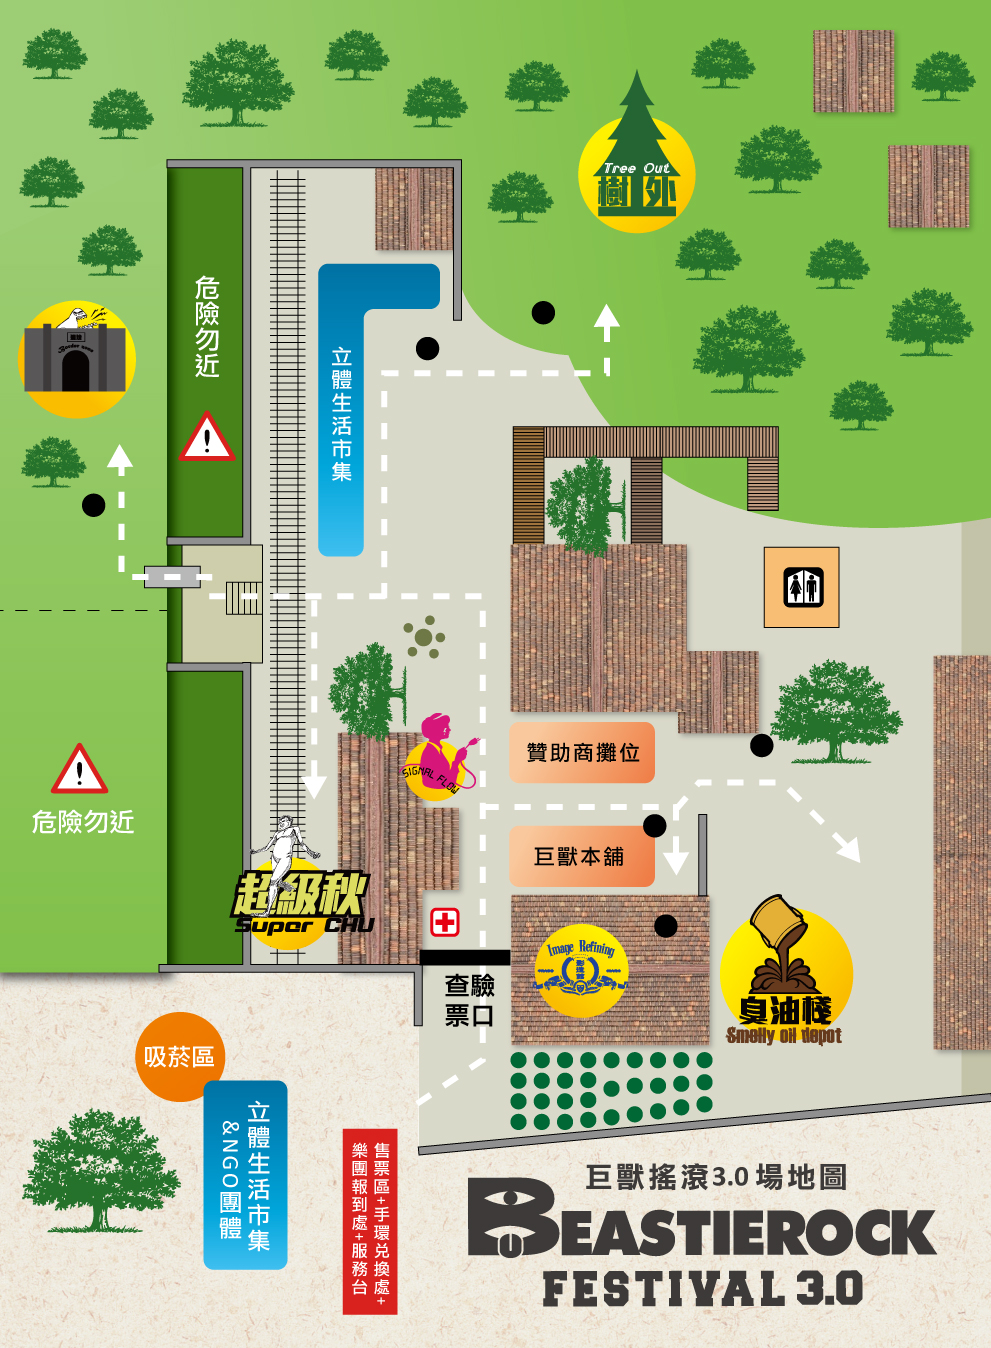 Tree Out
樹外
危險勿近
立體生活市集
贊助商攤位
SIGNAL FLOW
危險勿近
巨獸本舖
超級秋
Super CHU
Image Refining
臭油棧
Smelly oil depot
查驗
票口
吸菸區
立體生活市集
&NGO團體
售票區+手環兌換處+
樂團報到處+服務台
巨獸搖滾3.0 場地圖
BEASTIEROCK
FESTIVAL 3.0